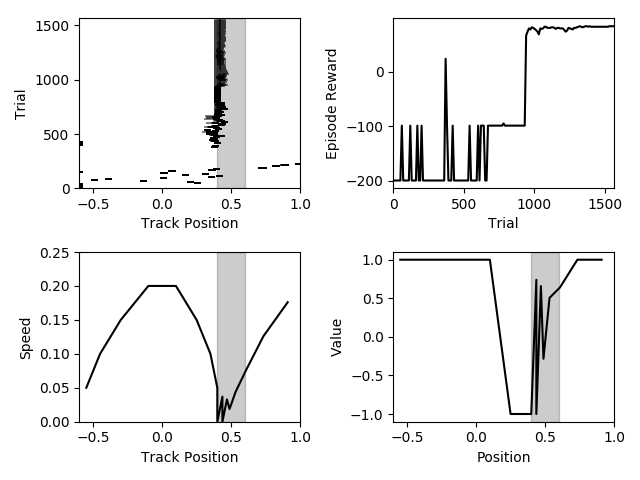 1500
1000
500
0
Trial
−0.5 0.0 0.5 1.0
Track Position
0
−100
−200
Episode Reward
0 500 1000 1500
Trial
0.25
0.20
0.15
0.10
0.05
0.00
Speed
−0.5 0.0 0.5 1.0
Track Position
1.0
0.5
0.0
−0.5
−1.0
Value
−0.5 0.0 0.5 1.0
Position